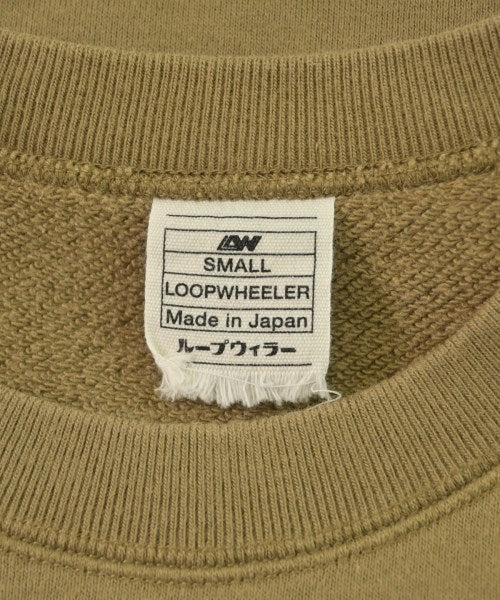 LW
SMALL
LOOPWHEELER
Made in Japan
ループウィラー